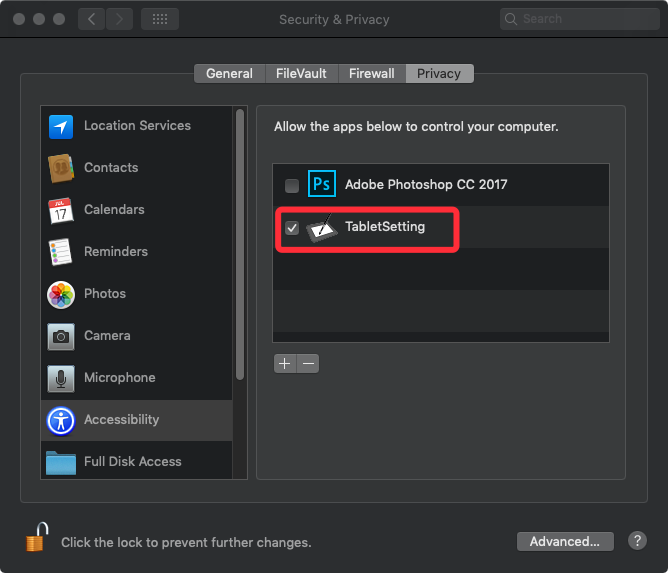 Security & Privacy
Search
General
FileVault
Firewall
Privacy
Location Services
Contacts
JUL
17
Calendars
Reminders
Photos
Camera
Microphone
Accessibility
Full Disk Access
Allow the apps below to control your computer.
Ps
Adobe Photoshop CC 2017
TabletSetting
+
−
Click the lock to prevent further changes.
Advanced...
?